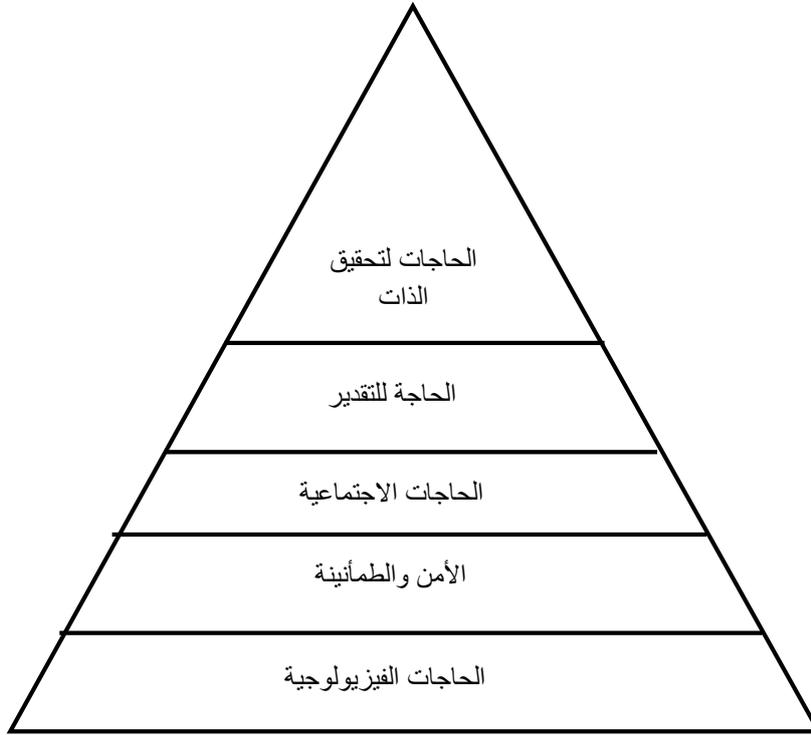 الحاجات لتحقيق
الذات
الحاجة للتقدير
الحاجات الاجتماعية
الأمن والطمأنينة
الحاجات الفيزيولوجية